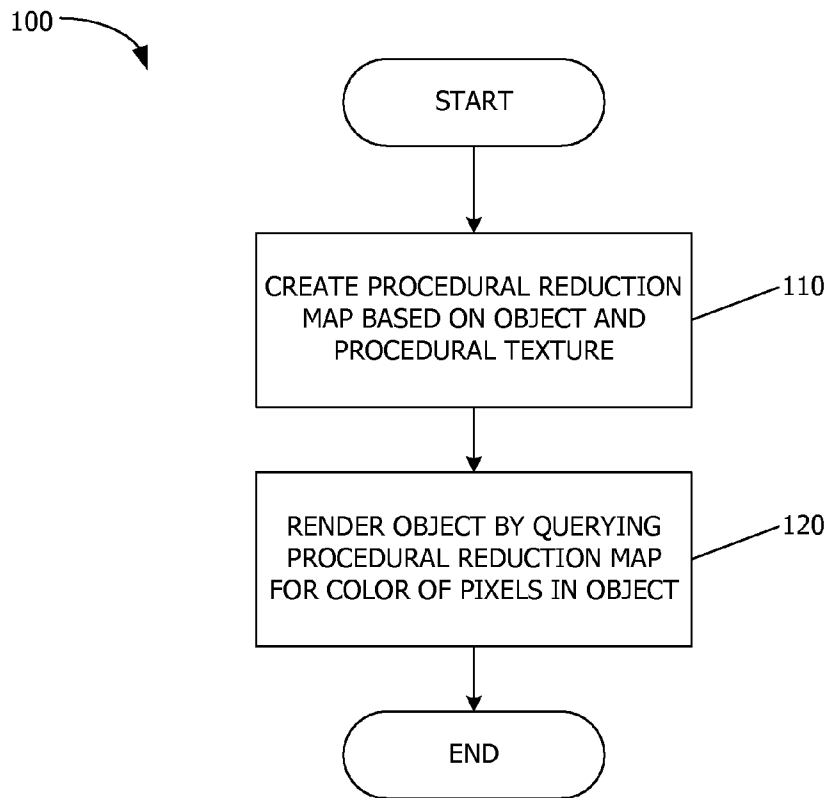 100
START
CREATE PROCEDURAL REDUCTION
MAP BASED ON OBJECT AND
PROCEDURAL TEXTURE
110
RENDER OBJECT BY QUERYING
PROCEDURAL REDUCTION MAP
FOR COLOR OF PIXELS IN OBJECT
120
END